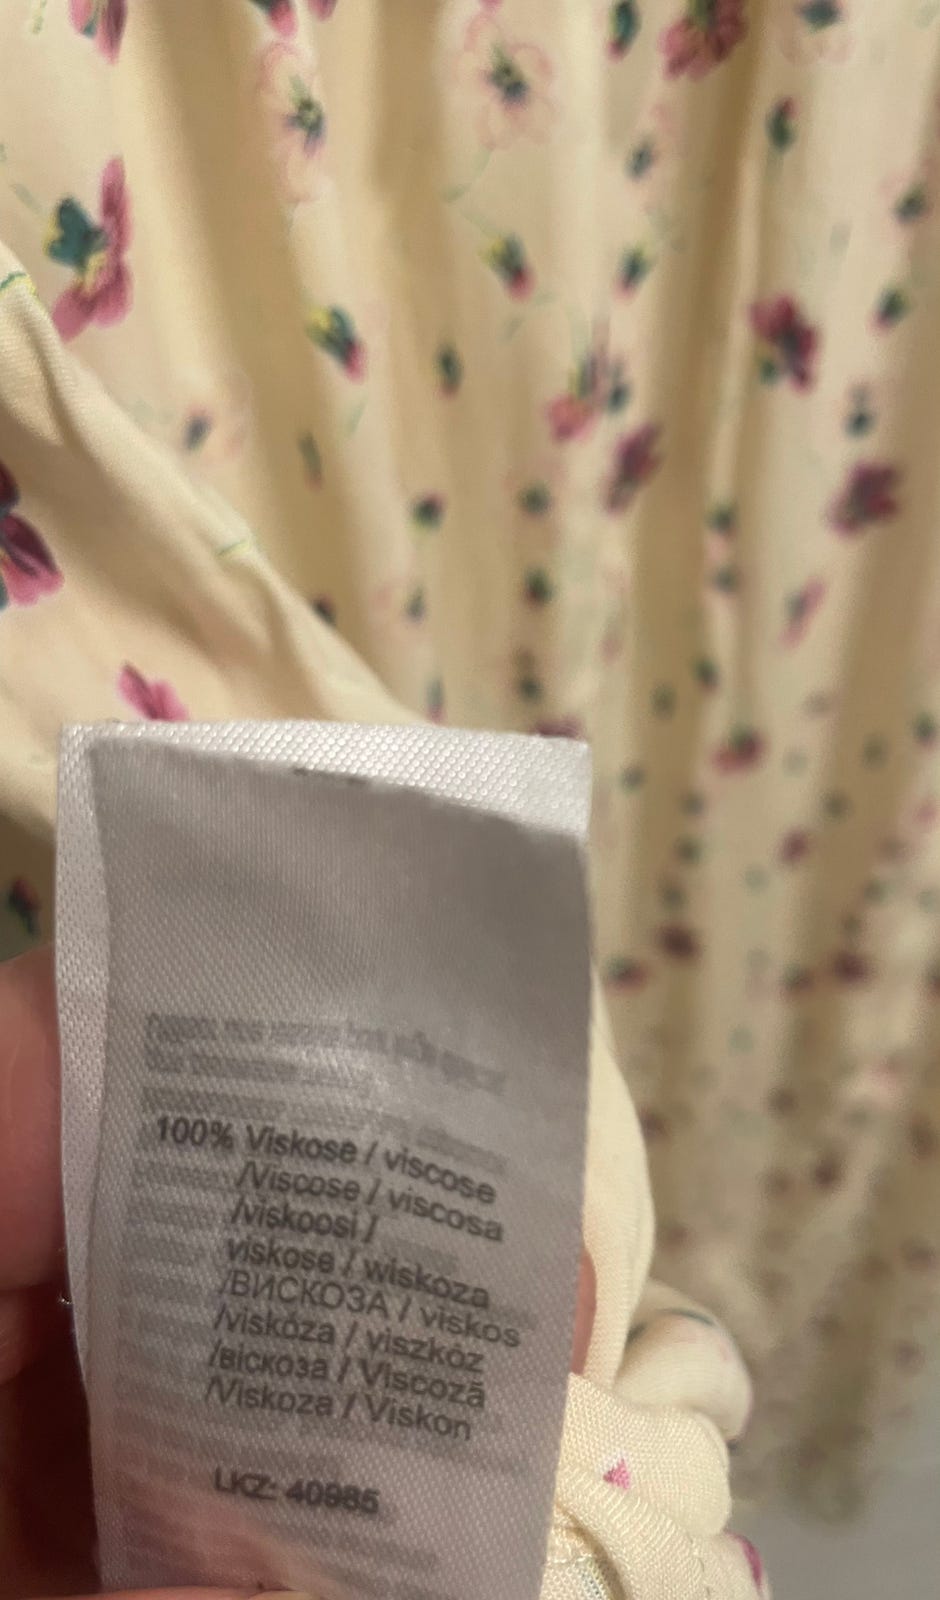 100% Viskose / viscose
/Viscose / viscosa
/viskoosi /
viskose / wiskoza
/ВИСКОЗА / viskos
/viskóza / viszkóz
/віскоза / Viscoză
/Viskoza / Viskon
LKZ: 40985